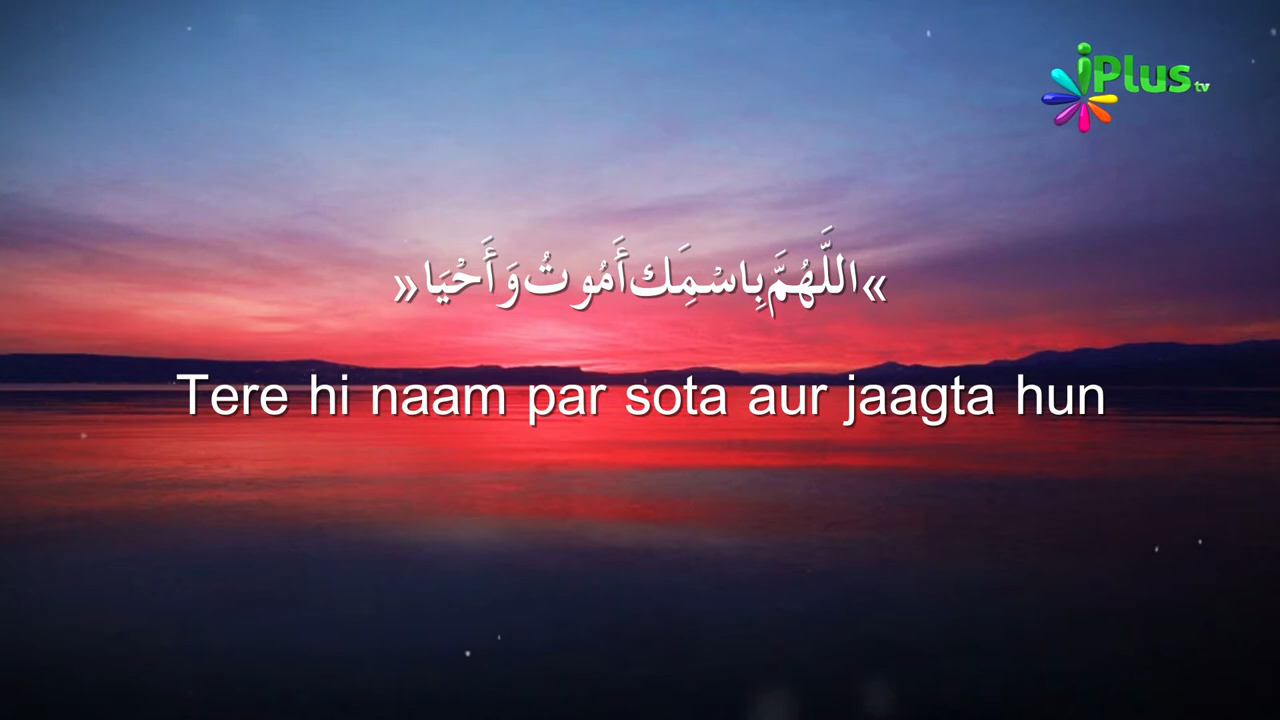 iPlus tv
«اللَّهُمَّ بِاسْمِكَ أَمُوتُ وَأَحْيَا»
Tere hi naam par sota aur jaagta hun